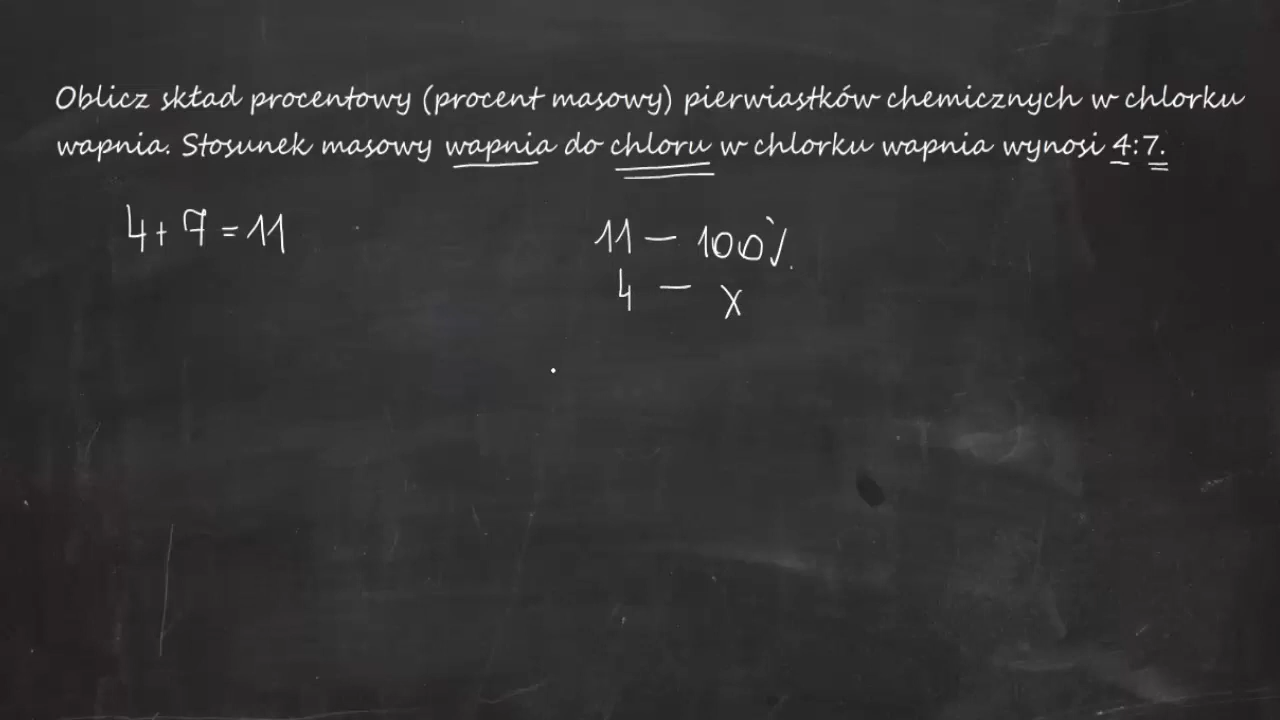 Oblicz skład procentowy (procent masowy) pierwiastków chemicznych w chlorku
wapnia. Stosunek masowy wapnia do chloru w chlorku wapnia wynosi 4:7.
4+7=11
11 — 100%
4 — x